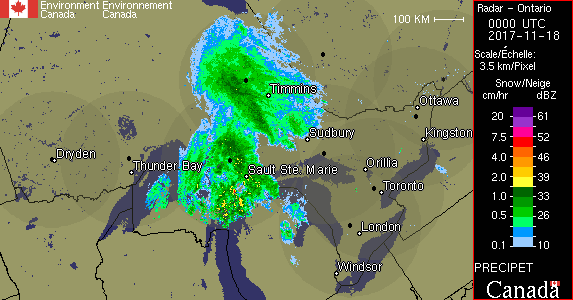 Environment Environnement
Canada Canada
100 KM
Timmins
Ottawa
Sudbury
Kingston
Dryden
Thunder Bay
Sault Ste. Marie
Orillia
Toronto
London
Windsor
Radar - Ontario
0000 UTC
2017-11-18
Scale/Échelle:
3.5 km/Pixel
Snow/Neige
cm/hr dBZ
20 61
7.5 52
4.0 46
2.0 39
1.0 33
0.5 26
0.1 10
PRECIPET
Canada